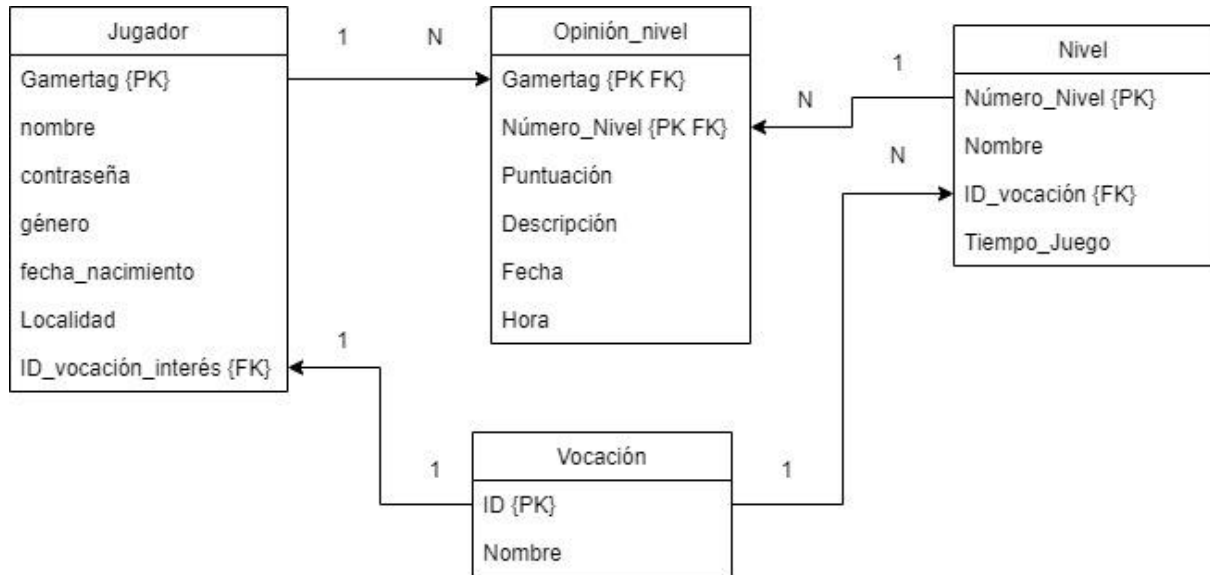 Jugador
Gamertag {PK}
nombre
contraseña
género
fecha_nacimiento
Localidad
ID_vocación_interés {FK}
1
N
Opinión_nivel
Gamertag {PK FK}
Número_Nivel {PK FK}
Puntuación
Descripción
Fecha
Hora
1
N
Nivel
Número_Nivel {PK}
Nombre
ID_vocación {FK}
Tiempo_Juego
N
1
1
Vocación
ID {PK}
Nombre
1